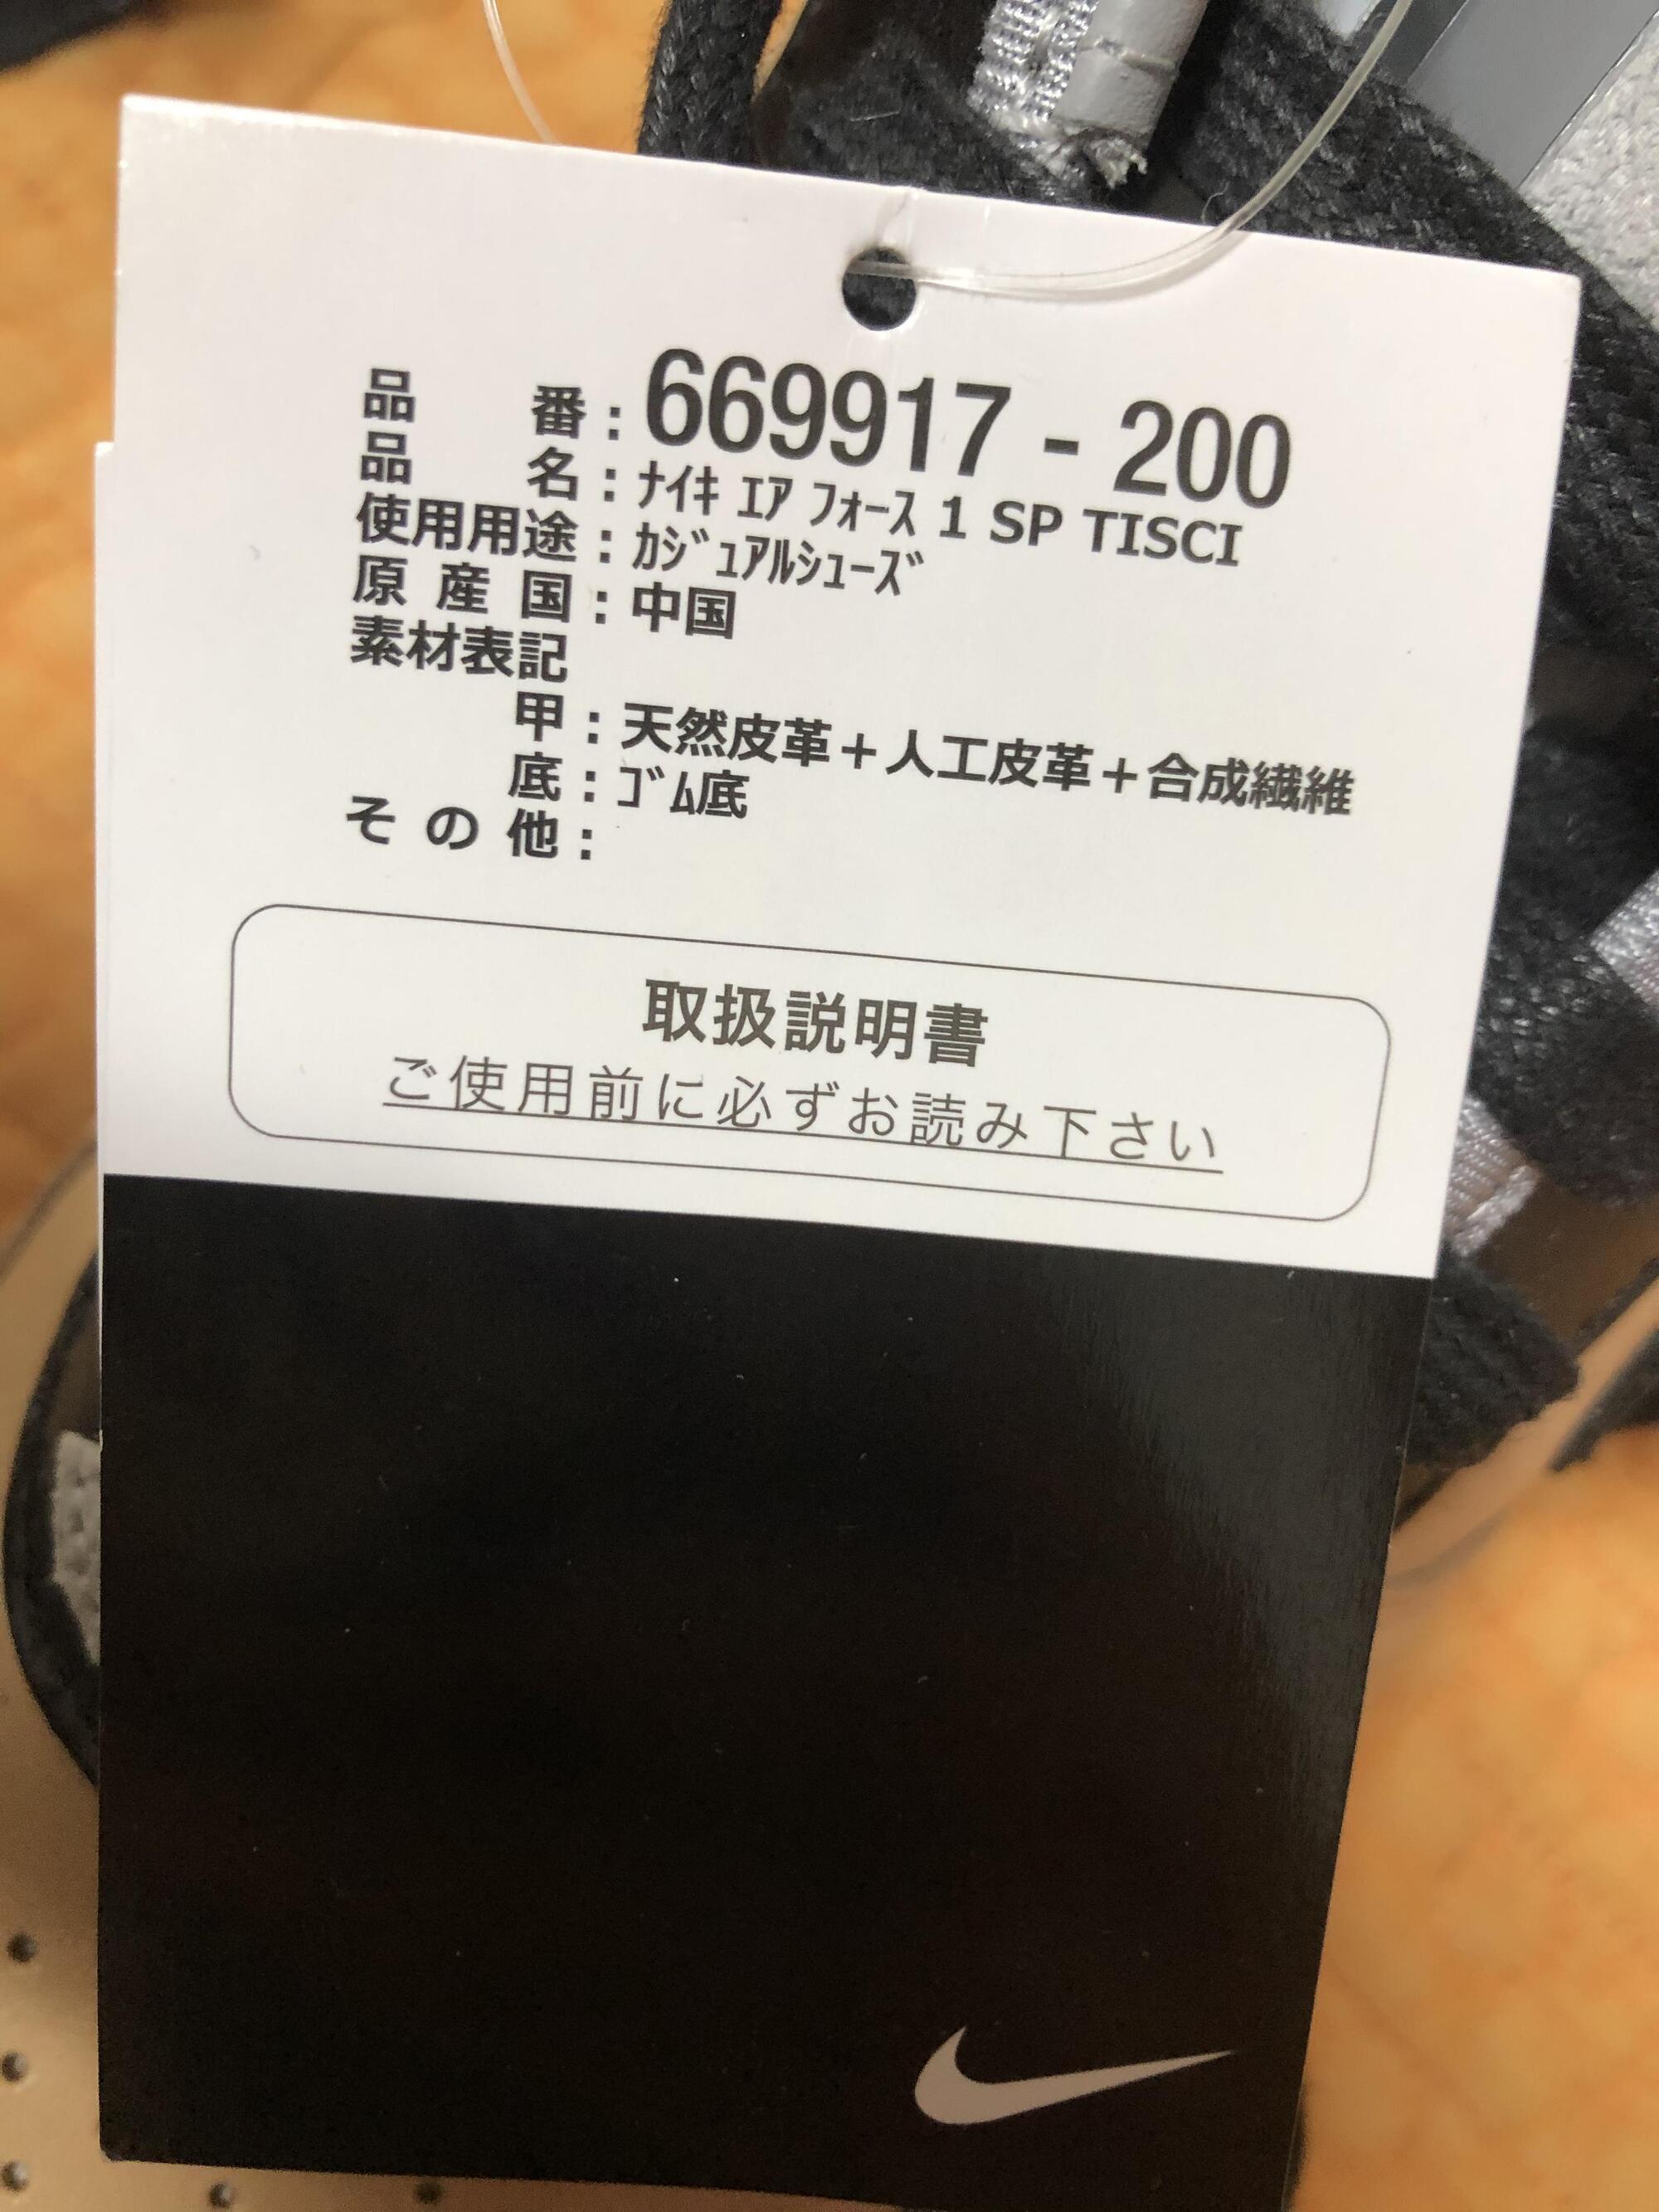 品番：669917 - 200
品名：ﾅｲｷ ｴｱ ﾌｫｰｽ 1 SP TISCI
使用用途：ｶｼﾞｭｱﾙｼｭｰｽﾞ
原産国：中国
素材表記
甲：天然皮革＋人工皮革＋合成繊維
底：ｺﾞﾑ底
その他：
取扱説明書
ご使用前に必ずお読み下さい